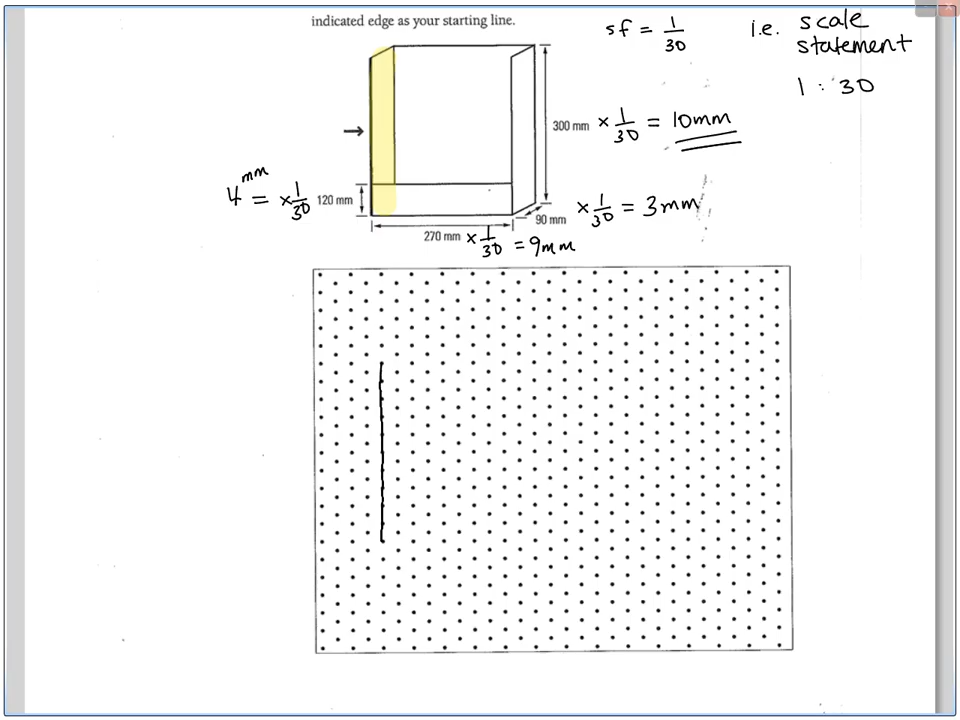 indicated edge as your starting line.
sf = 1/30
i.e. scale statement
1 : 30
300 mm × 1/30 = 10mm
4 mm = × 1/30 120 mm
90 mm × 1/30 = 3mm
270 mm × 1/30 = 9mm